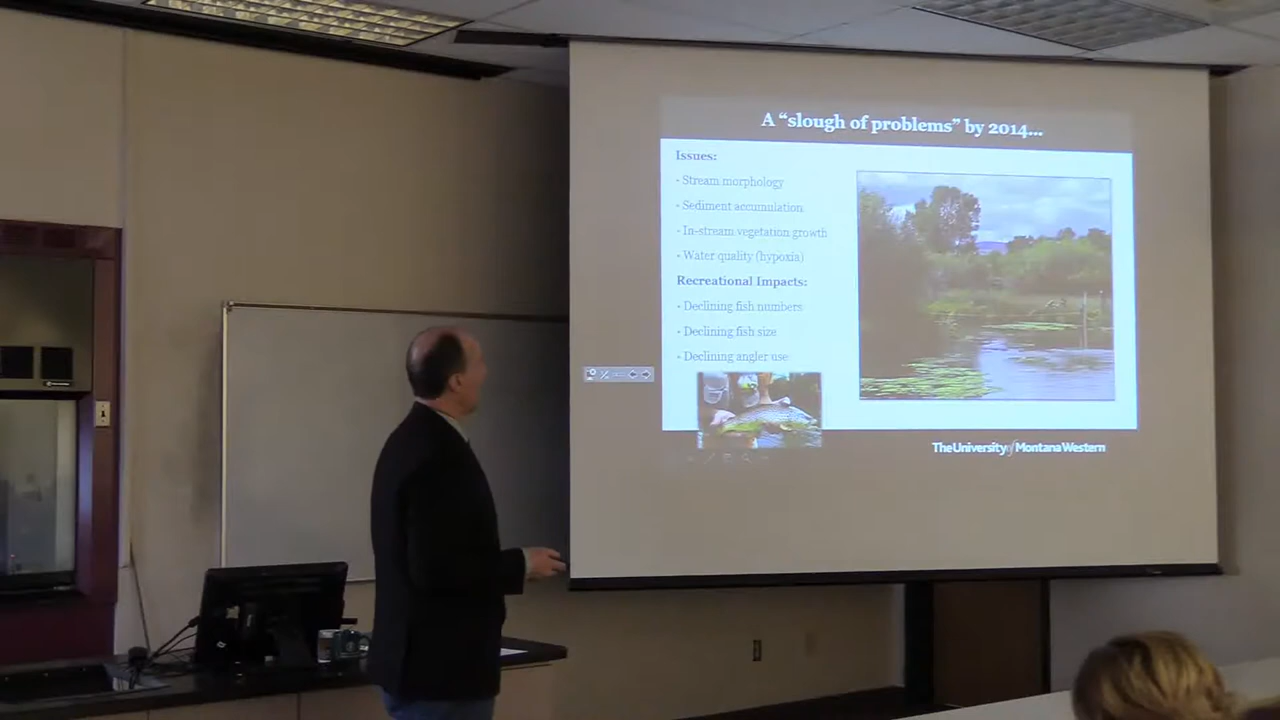 A “slough of problems” by 2014...
Issues:
- Stream morphology
- Sediment accumulation
- In-stream vegetation growth
- Water quality (hypoxia)
Recreational Impacts:
- Declining fish numbers
- Declining fish size
- Declining angler use
The University of Montana Western